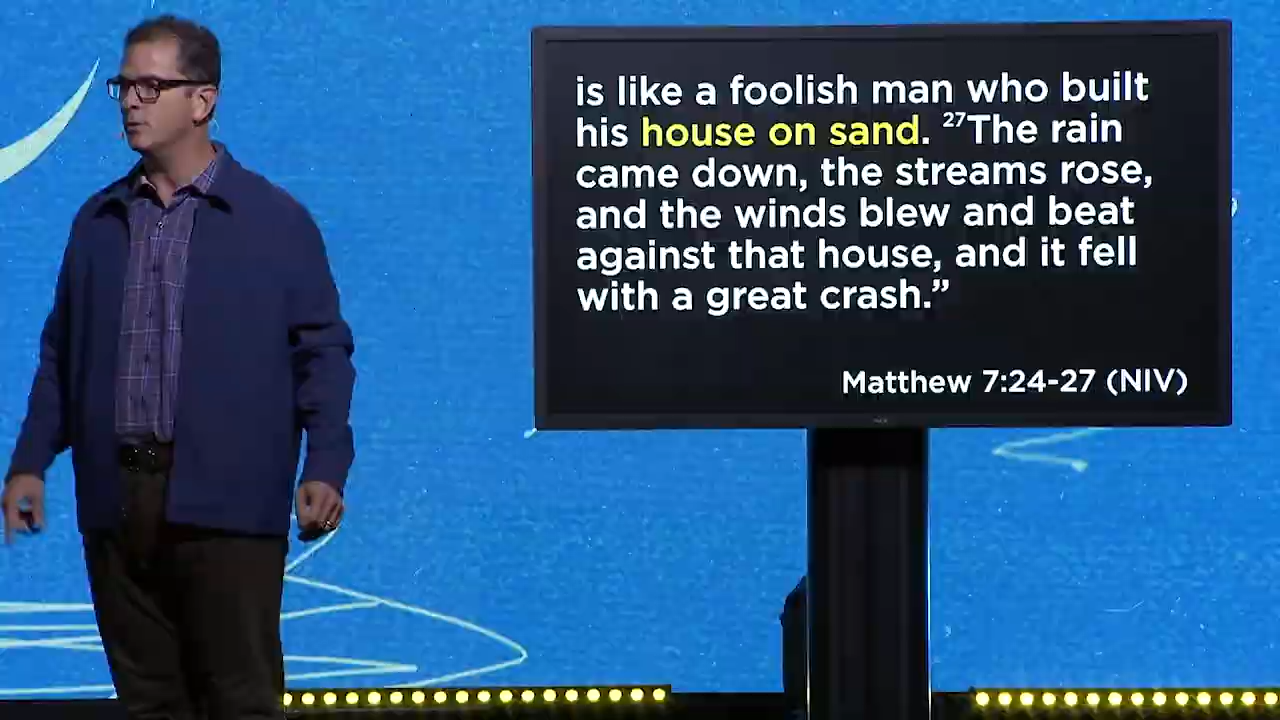 is like a foolish man who built
his house on sand. ²⁷The rain
came down, the streams rose,
and the winds blew and beat
against that house, and it fell
with a great crash.”
Matthew 7:24-27 (NIV)